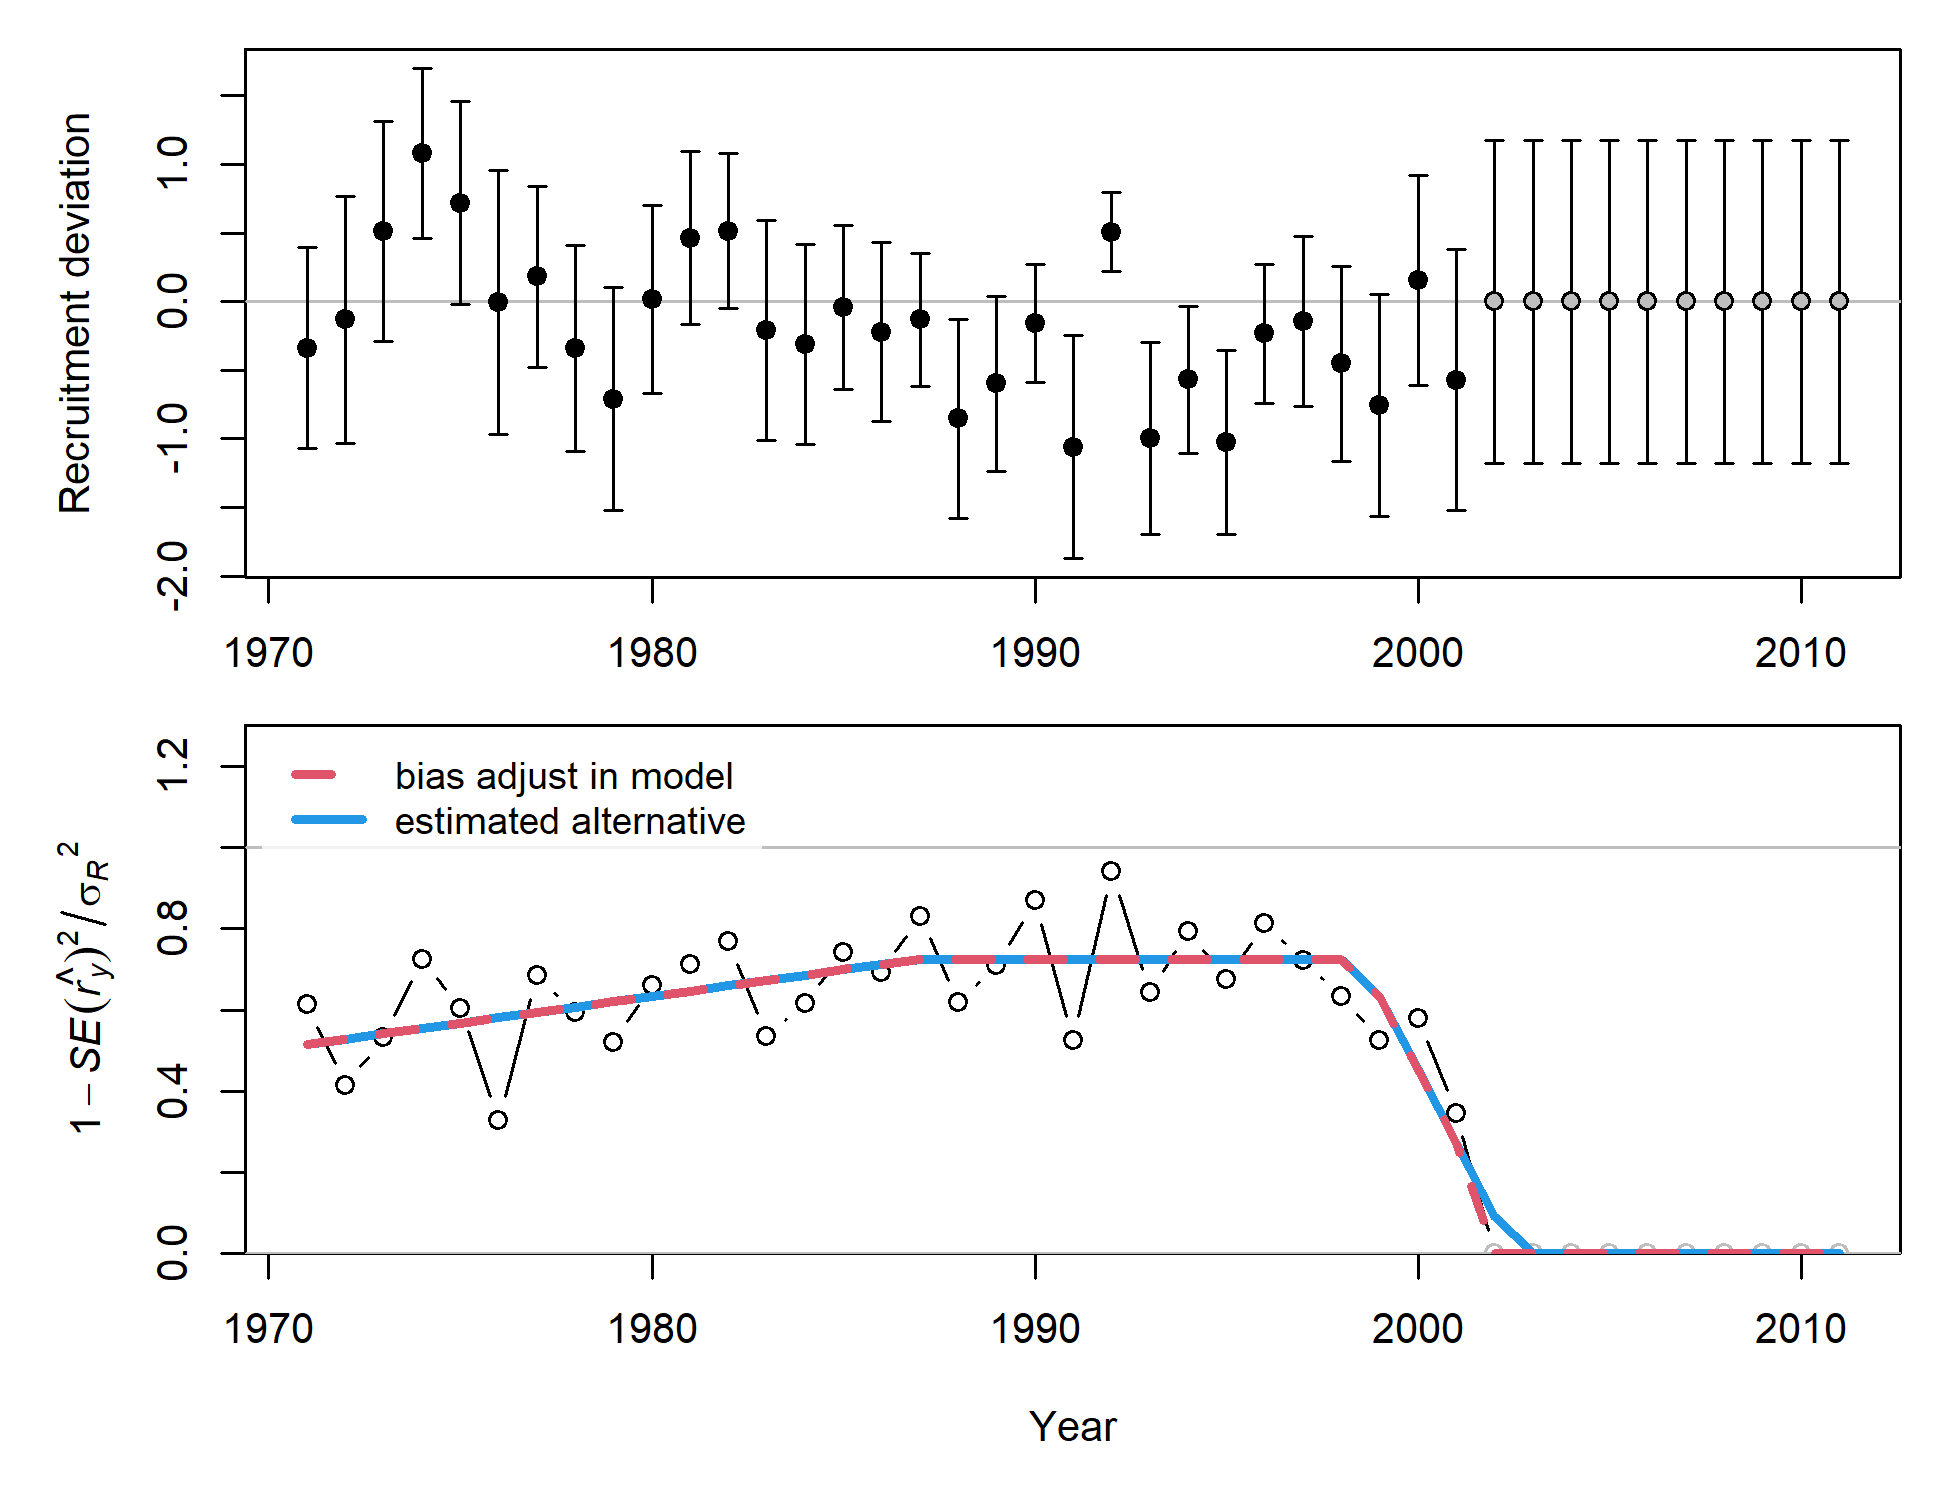 Recruitment deviation
1.0
0.0
-1.0
-2.0
1970 1980 1990 2000 2010
bias adjust in model
estimated alternative
1 − SE(r̂y)²/σR²
1.2
0.8
0.4
0.0
1970 1980 1990 2000 2010
Year